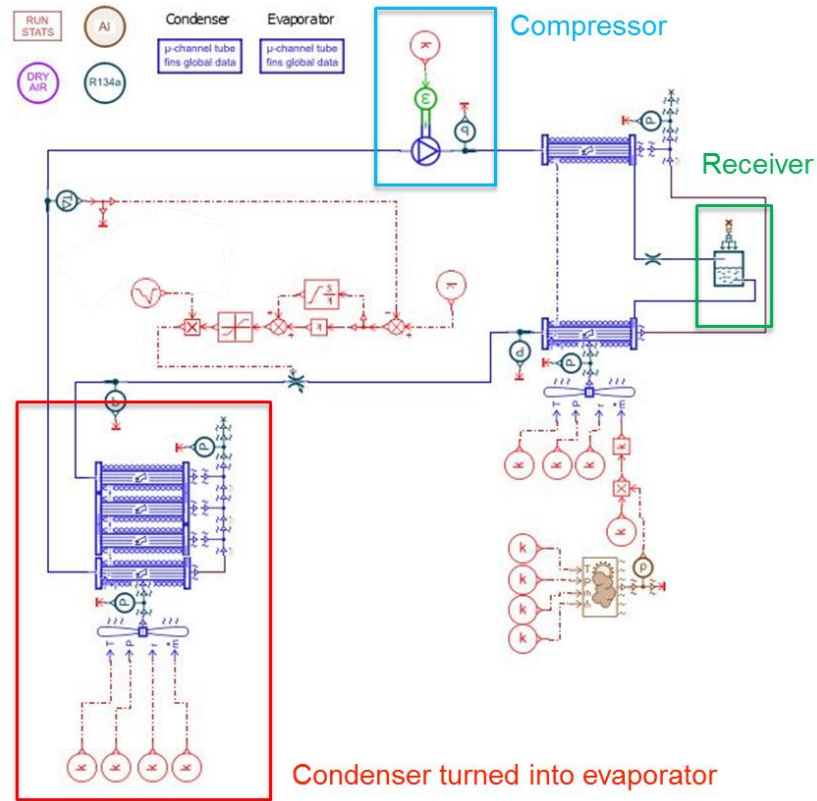 RUN
STATS
AI
Condenser
Evaporator
μ-channel tube
fins global data
μ-channel tube
fins global data
DRY
AIR
R134a
Compressor
k
ω
P
Receiver
k
P
P
T
P
r
m
k
k
k
k
k
k
k
k
k
P
P
T
P
r
m
k
k
k
k
Condenser turned into evaporator